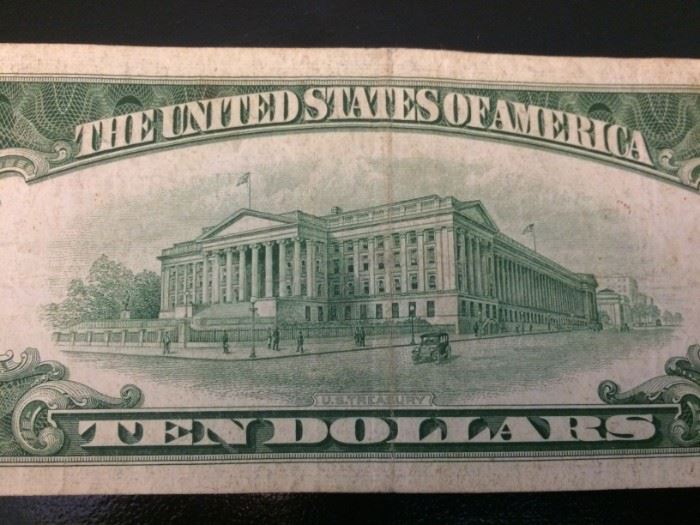 THE UNITED STATES OF AMERICA
U.S. TREASURY
TEN DOLLARS